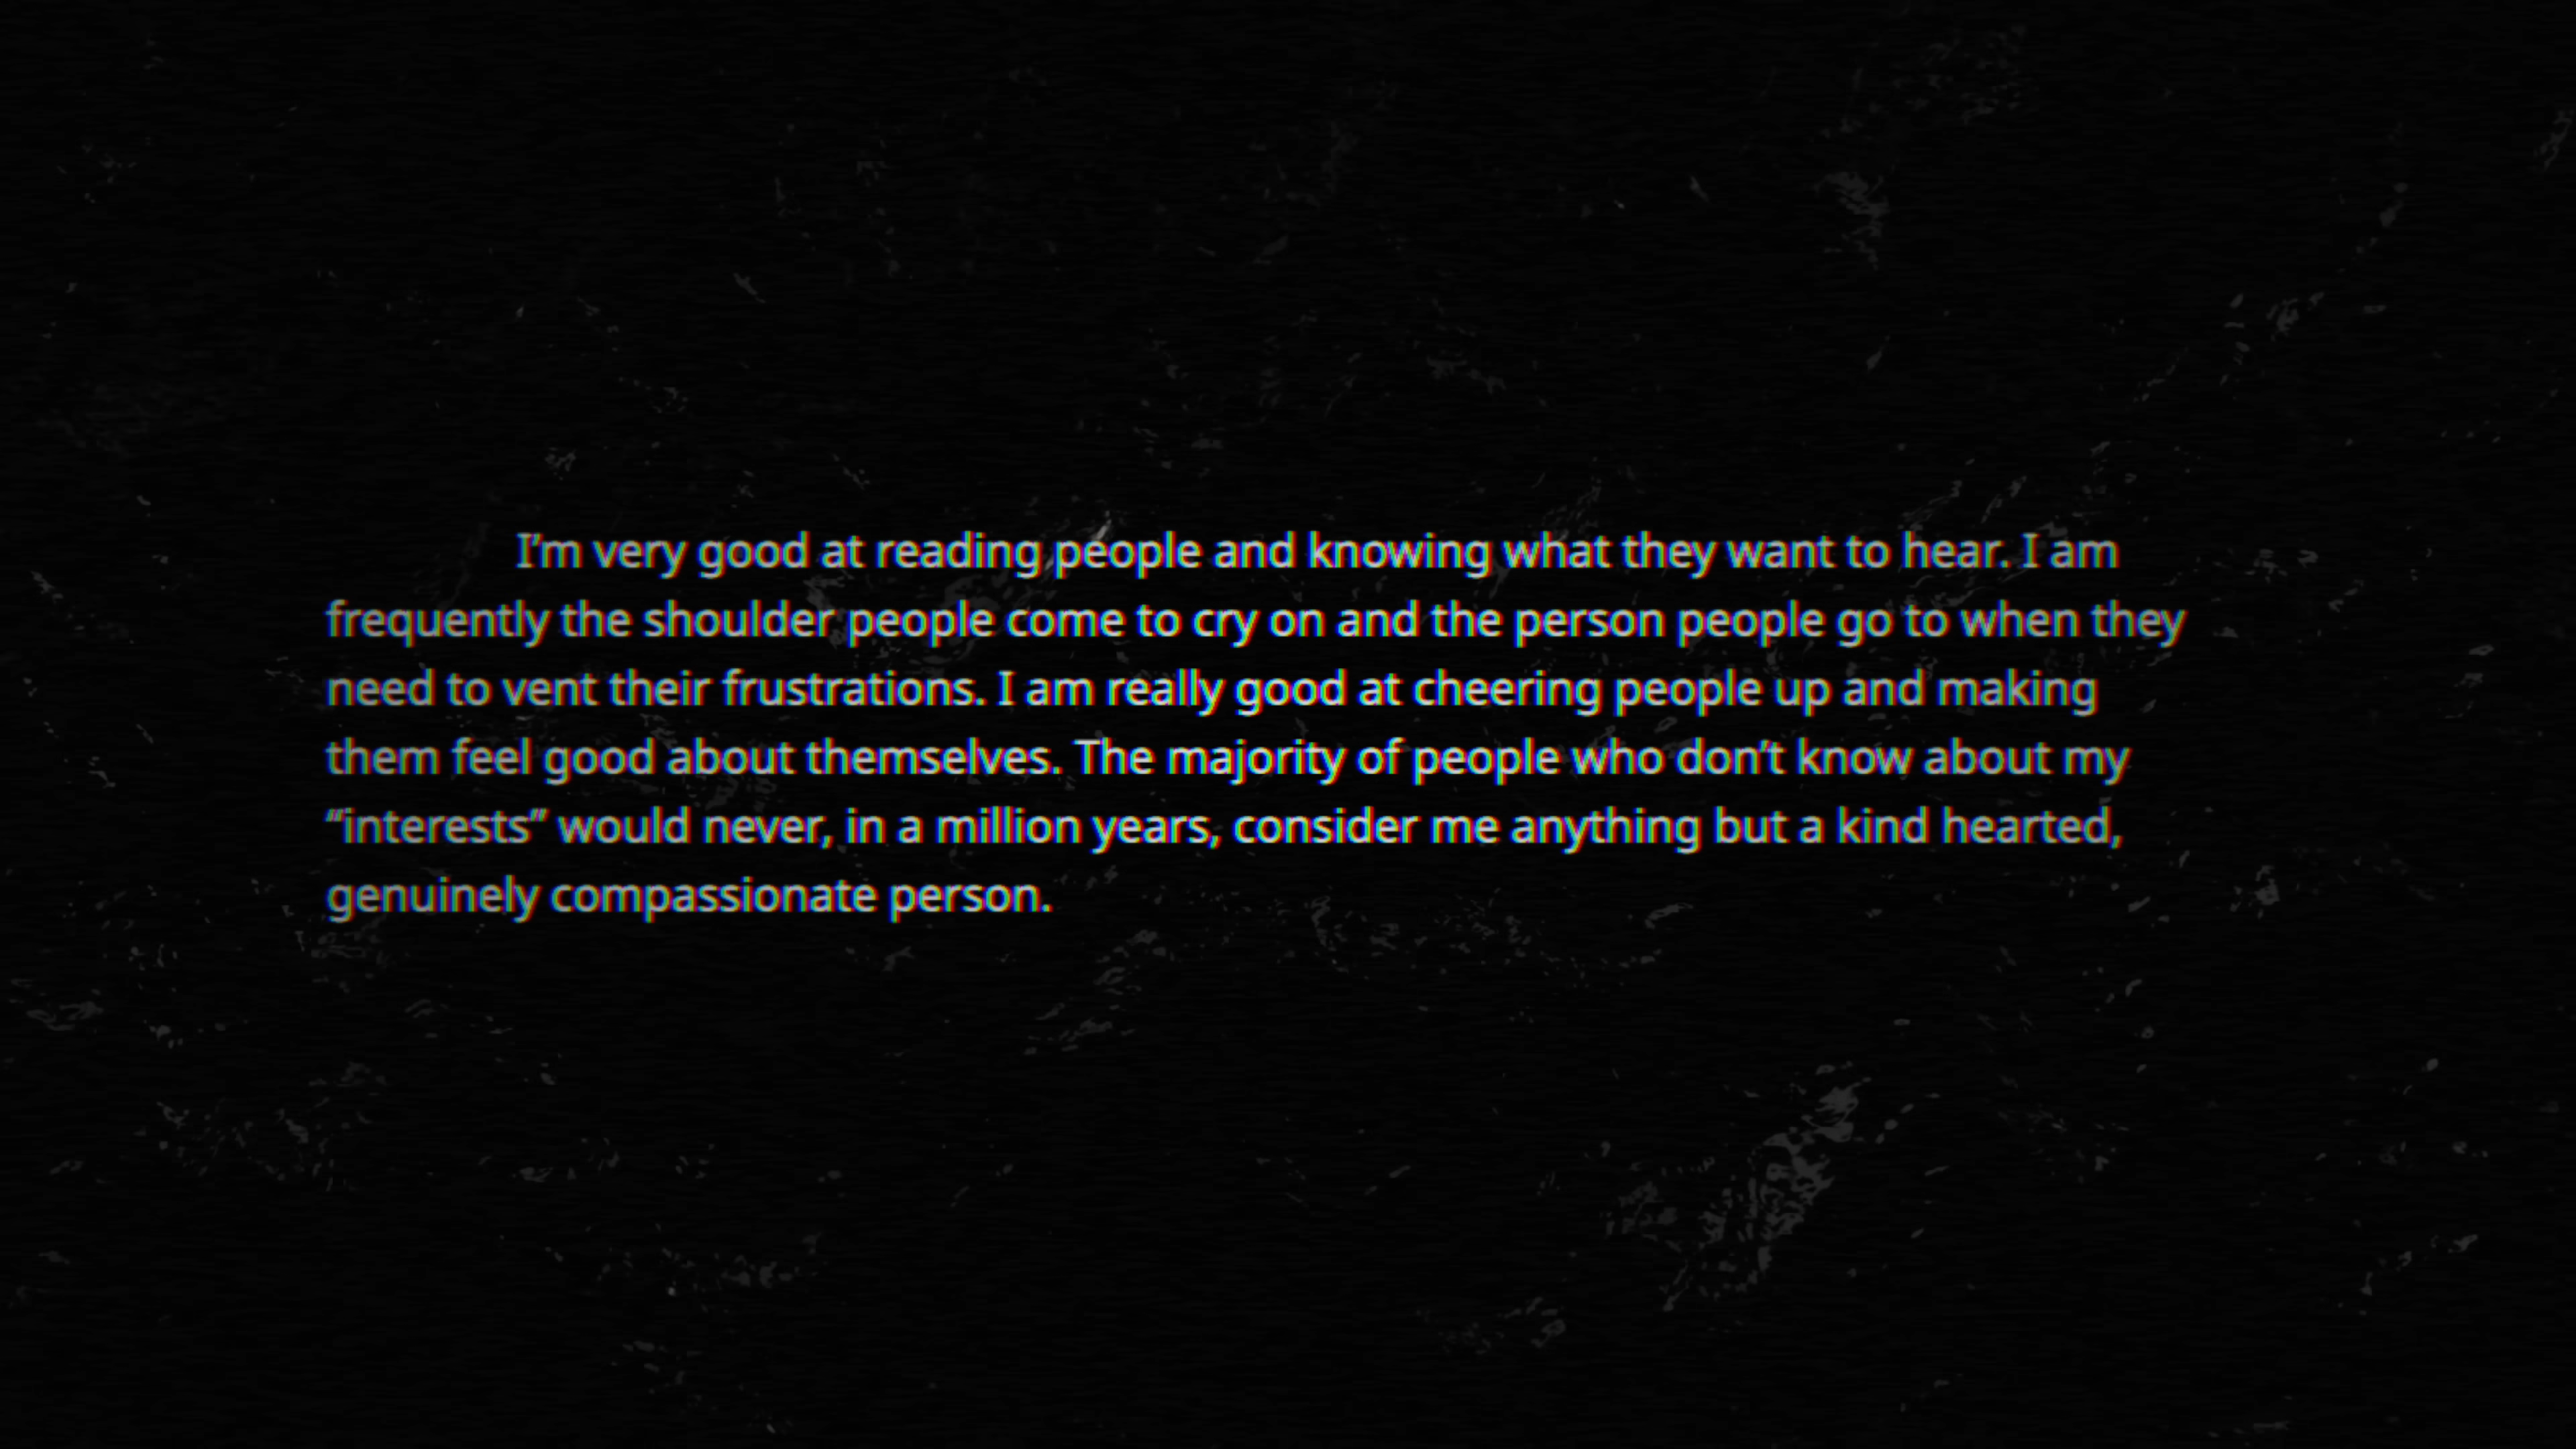 I’m very good at reading people and knowing what they want to hear. I am
frequently the shoulder people come to cry on and the person people go to when they
need to vent their frustrations. I am really good at cheering people up and making
them feel good about themselves. The majority of people who don’t know about my
“interests” would never, in a million years, consider me anything but a kind hearted,
genuinely compassionate person.